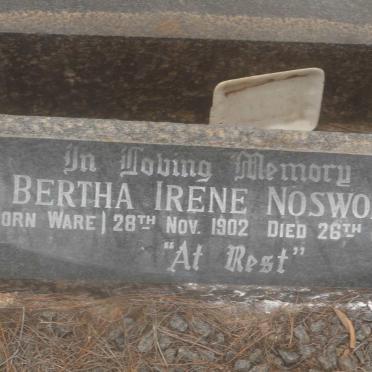 In Loving Memory
BERTHA IRENE NOSWO
ORN WARE) 28TH NOV. 1902 DIED 26TH
"At Rest"